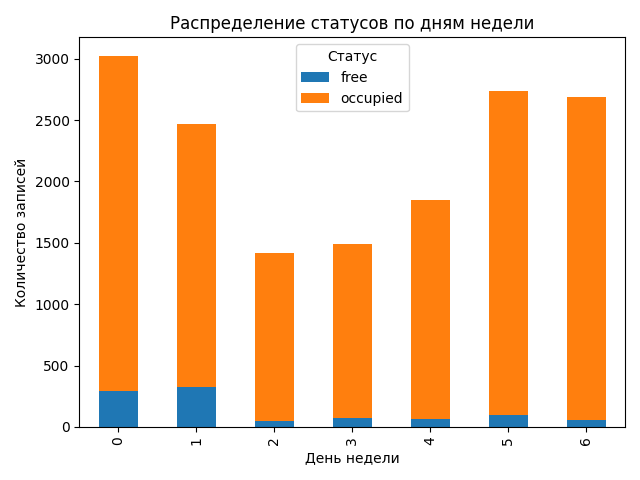 Распределение статусов по дням недели
Статус
free
occupied
Количество записей
3000
2500
2000
1500
1000
500
0
0
1
2
3
4
5
6
День недели